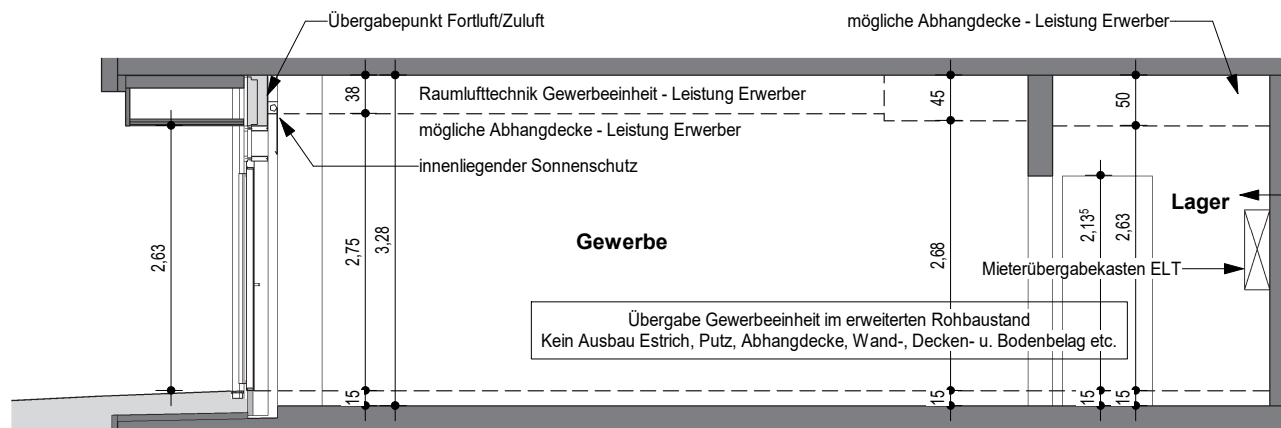 Übergabepunkt Fortluft/Zuluft
mögliche Abhangdecke - Leistung Erwerber
38
Raumlufttechnik Gewerbeeinheit - Leistung Erwerber
45
50
mögliche Abhangdecke - Leistung Erwerber
innenliegender Sonnenschutz
Lager
2,63
2,75
3,28
Gewerbe
2,68
2,13⁵
2,63
Mieterübergabekasten ELT
Übergabe Gewerbeeinheit im erweiterten Rohbaustand
Kein Ausbau Estrich, Putz, Abhangdecke, Wand-, Decken- u. Bodenbelag etc.
15
15
15
15